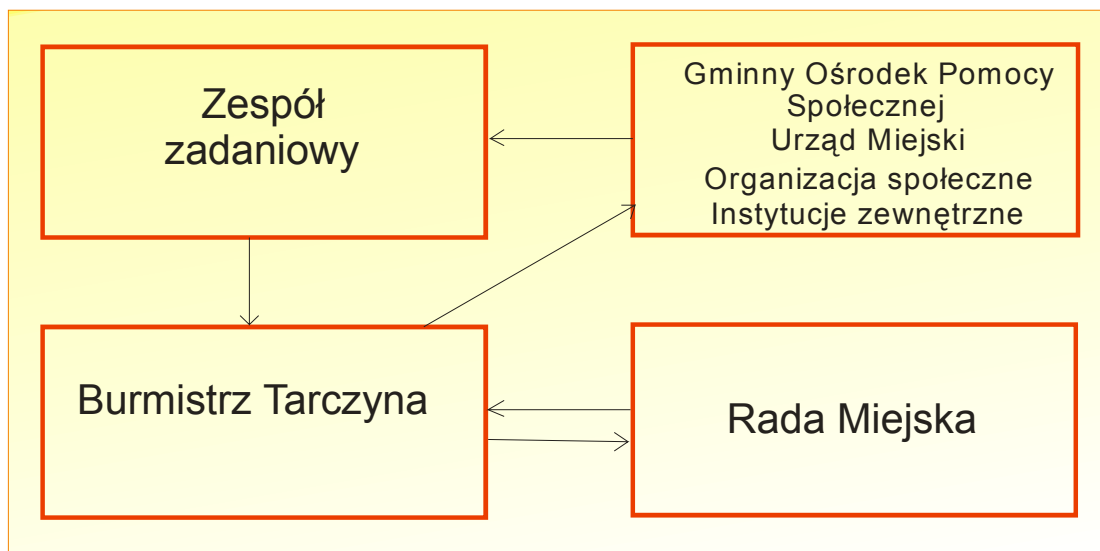 Zespół
zadaniowy
Gminny Ośrodek Pomocy
Społecznej
Urząd Miejski
Organizacja społeczne
Instytucje zewnętrzne
Burmistrz Tarczyna
Rada Miejska